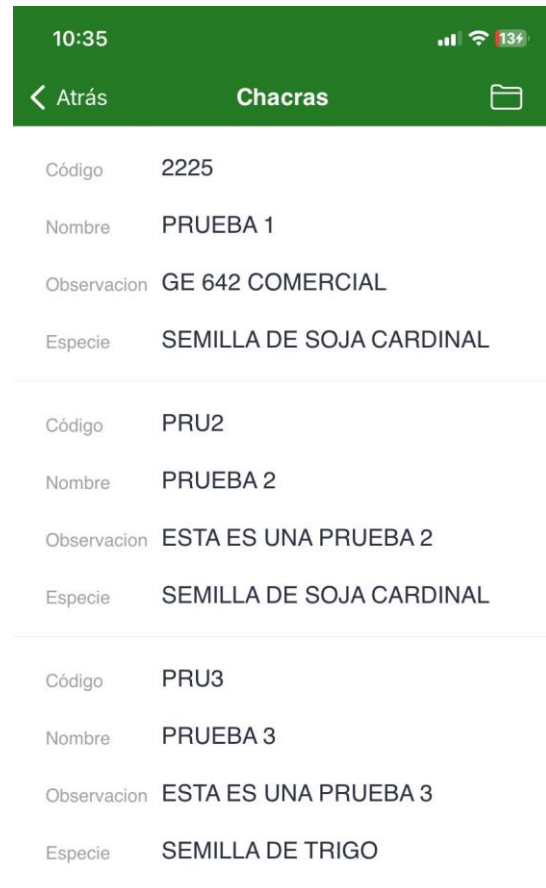 10:35 13
Atrás Chacras
Código 2225
Nombre PRUEBA 1
Observacion GE 642 COMERCIAL
Especie SEMILLA DE SOJA CARDINAL
Código PRU2
Nombre PRUEBA 2
Observacion ESTA ES UNA PRUEBA 2
Especie SEMILLA DE SOJA CARDINAL
Código PRU3
Nombre PRUEBA 3
Observacion ESTA ES UNA PRUEBA 3
Especie SEMILLA DE TRIGO